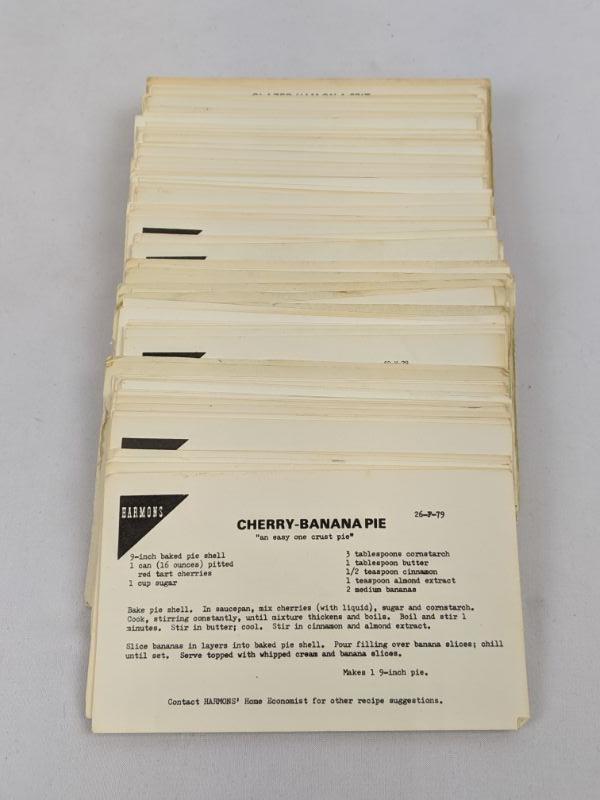 HARMONS
26-F-79
CHERRY-BANANA PIE
"an easy one crust pie"
9-inch baked pie shell
1 can (16 ounces) pitted
red tart cherries
1 cup sugar
3 tablespoons cornstarch
1 tablespoon butter
1/2 teaspoon cinnamon
1 teaspoon almond extract
2 medium bananas
Bake pie shell. In saucepan, mix cherries (with liquid), sugar and cornstarch.
Cook, stirring constantly, until mixture thickens and boils. Boil and stir 1
minutes. Stir in butter; cool. Stir in cinnamon and almond extract.
Slice bananas in layers into baked pie shell. Pour filling over banana slices; chill
until set. Serve topped with whipped cream and banana slices.
Makes 1 9-inch pie.
Contact HARMONS' Home Economist for other recipe suggestions.